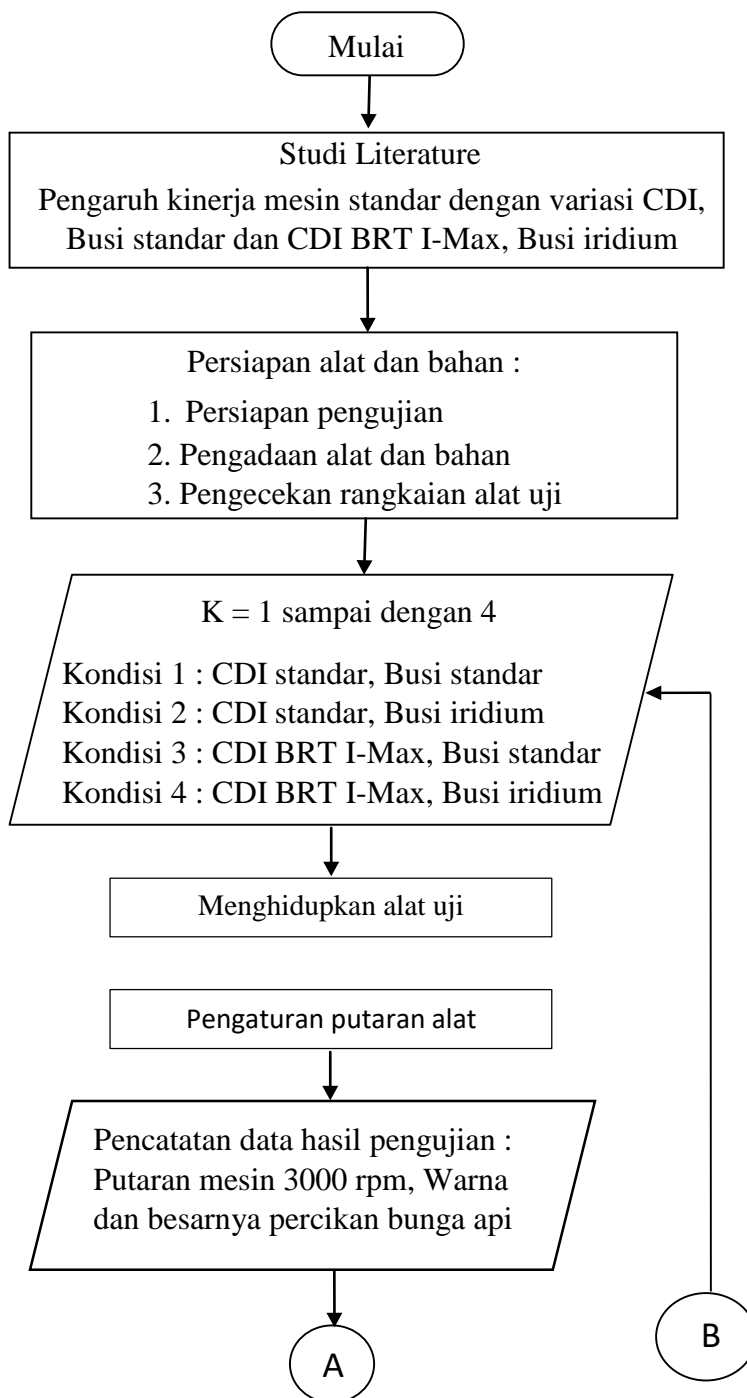 Mulai
Studi Literature
Pengaruh kinerja mesin standar dengan variasi CDI,
Busi standar dan CDI BRT I-Max, Busi iridium
Persiapan alat dan bahan :
1. Persiapan pengujian
2. Pengadaan alat dan bahan
3. Pengecekan rangkaian alat uji
K = 1 sampai dengan 4
Kondisi 1 : CDI standar, Busi standar
Kondisi 2 : CDI standar, Busi iridium
Kondisi 3 : CDI BRT I-Max, Busi standar
Kondisi 4 : CDI BRT I-Max, Busi iridium
Menghidupkan alat uji
Pengaturan putaran alat
Pencatatan data hasil pengujian :
Putaran mesin 3000 rpm, Warna
dan besarnya percikan bunga api
A
B